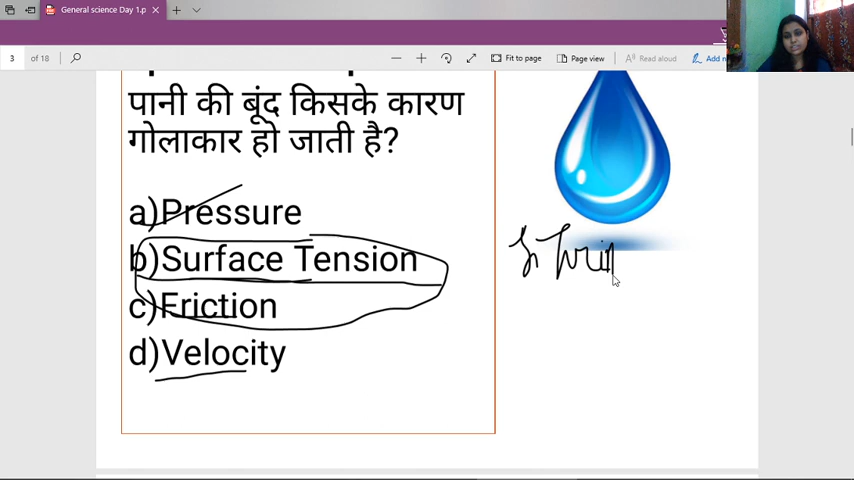 General science Day 1.p
3 of 18
Fit to page
Page view
Read aloud
Add
पानी की बूंद किसके कारण
गोलाकार हो जाती है?
a)Pressure
b)Surface Tension
c)Friction
d)Velocity